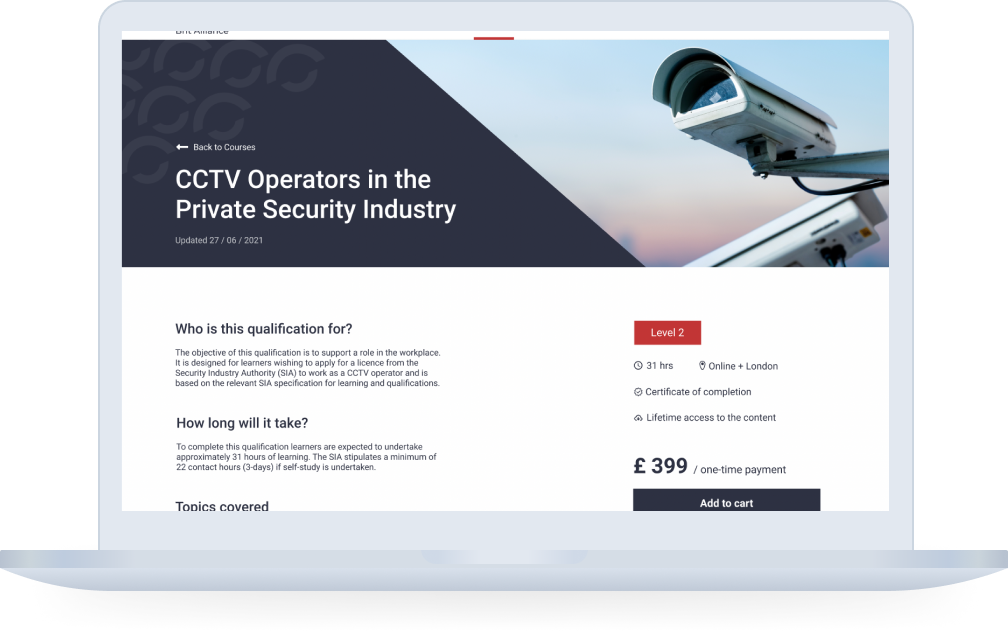 Brit Alliance
Back to Courses
CCTV Operators in the
Private Security Industry
Updated 27 / 06 / 2021
Who is this qualification for?
The objective of this qualification is to support a role in the workplace.
It is designed for learners wishing to apply for a licence from the
Security Industry Authority (SIA) to work as a CCTV operator and is
based on the relevant SIA specification for learning and qualifications.
How long will it take?
To complete this qualification learners are expected to undertake
approximately 31 hours of learning. The SIA stipulates a minimum of
22 contact hours (3-days) if self-study is undertaken.
Topics covered
Level 2
31 hrs Online + London
Certificate of completion
Lifetime access to the content
£ 399 / one-time payment
Add to cart